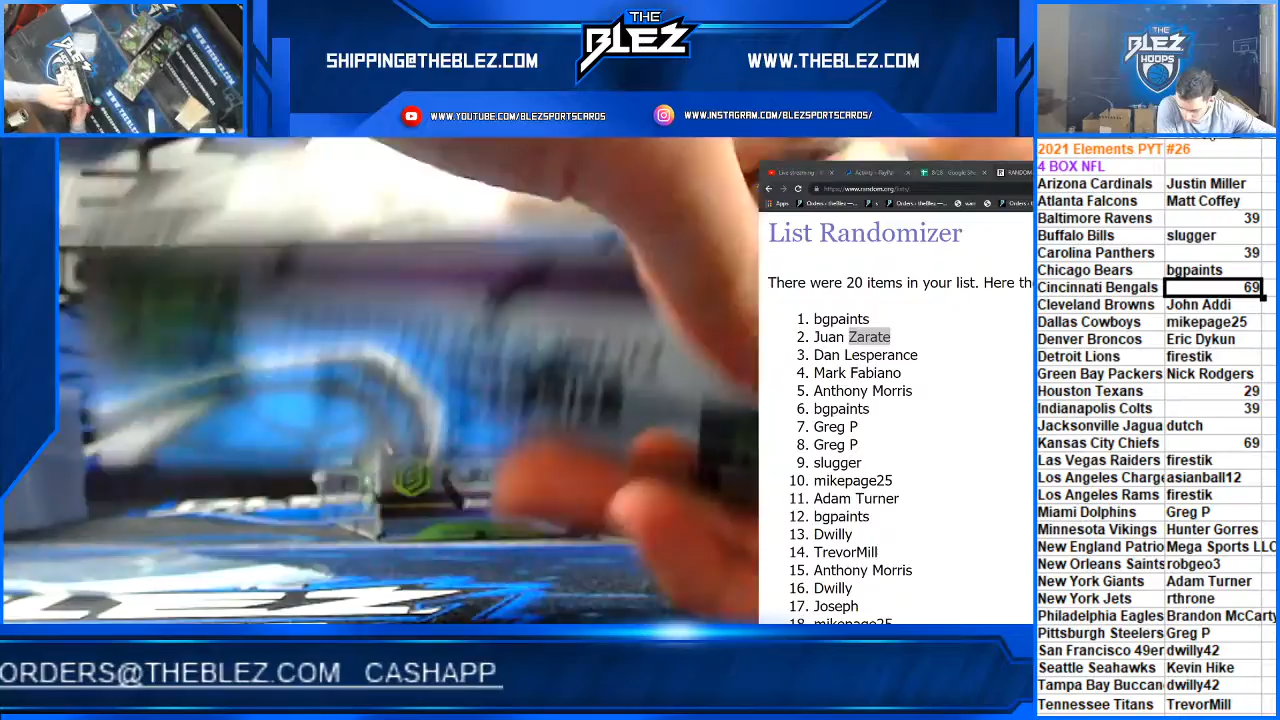 THE
BLEZ
SHIPPING@THEBLEZ.COM
WWW.THEBLEZ.COM
WWW.YOUTUBE.COM/BLEZSPORTSCARDS
WWW.INSTAGRAM.COM/BLEZSPORTSCARDS/
THE
BLEZ
HOOPS
List Randomizer
There were 20 items in your list. Here the
1. bgpaints
2. Juan Zarate
3. Dan Lesperance
4. Mark Fabiano
5. Anthony Morris
6. bgpaints
7. Greg P
8. Greg P
9. slugger
10. mikepage25
11. Adam Turner
12. bgpaints
13. Dwilly
14. TrevorMill
15. Anthony Morris
16. Dwilly
17. Joseph
18. mikepage25
2021 Elements PYT #26
4 BOX NFL
Arizona Cardinals Justin Miller
Atlanta Falcons Matt Coffey
Baltimore Ravens 39
Buffalo Bills slugger
Carolina Panthers 39
Chicago Bears bgpaints
Cincinnati Bengals 69
Cleveland Browns John Addi
Dallas Cowboys mikepage25
Denver Broncos Eric Dykun
Detroit Lions firestik
Green Bay Packers Nick Rodgers
Houston Texans 29
Indianapolis Colts 39
Jacksonville Jagua dutch
Kansas City Chiefs 69
Las Vegas Raiders firestik
Los Angeles Charge asianball12
Los Angeles Rams firestik
Miami Dolphins Greg P
Minnesota Vikings Hunter Gorres
New England Patrio Mega Sports LLC
New Orleans Saints robgeo3
New York Giants Adam Turner
New York Jets rthrone
Philadelphia Eagles Brandon McCarty
Pittsburgh Steelers Greg P
San Francisco 49er dwilly42
Seattle Seahawks Kevin Hike
Tampa Bay Buccan dwilly42
Tennessee Titans TrevorMill
ORDERS@THEBLEZ.COM CASHAPP